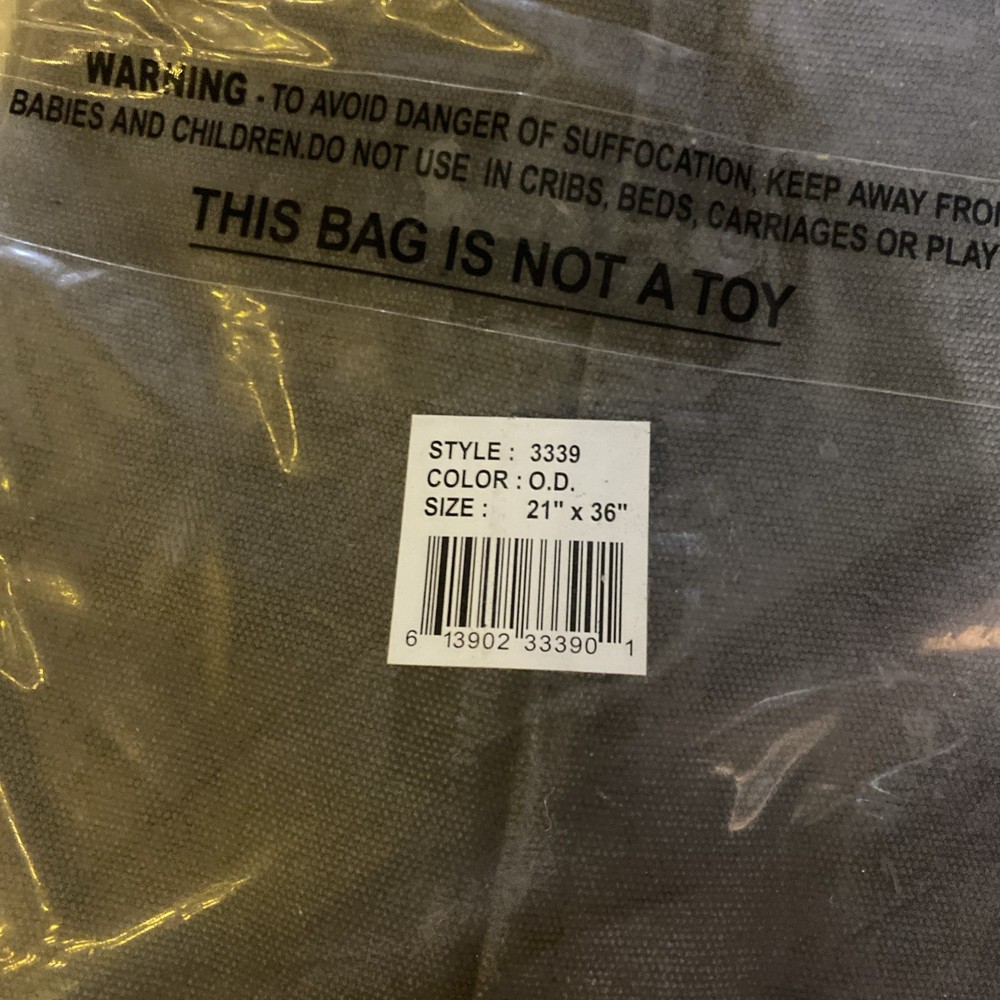 WARNING - TO AVOID DANGER OF SUFFOCATION, KEEP AWAY
BABIES AND CHILDREN.DO NOT USE IN CRIBS, BEDS, CARRIAGES OR PLAY
THIS BAG IS NOT A TOY
STYLE : 3339
COLOR : O.D.
SIZE : 21" x 36"
6 13902 33390 1